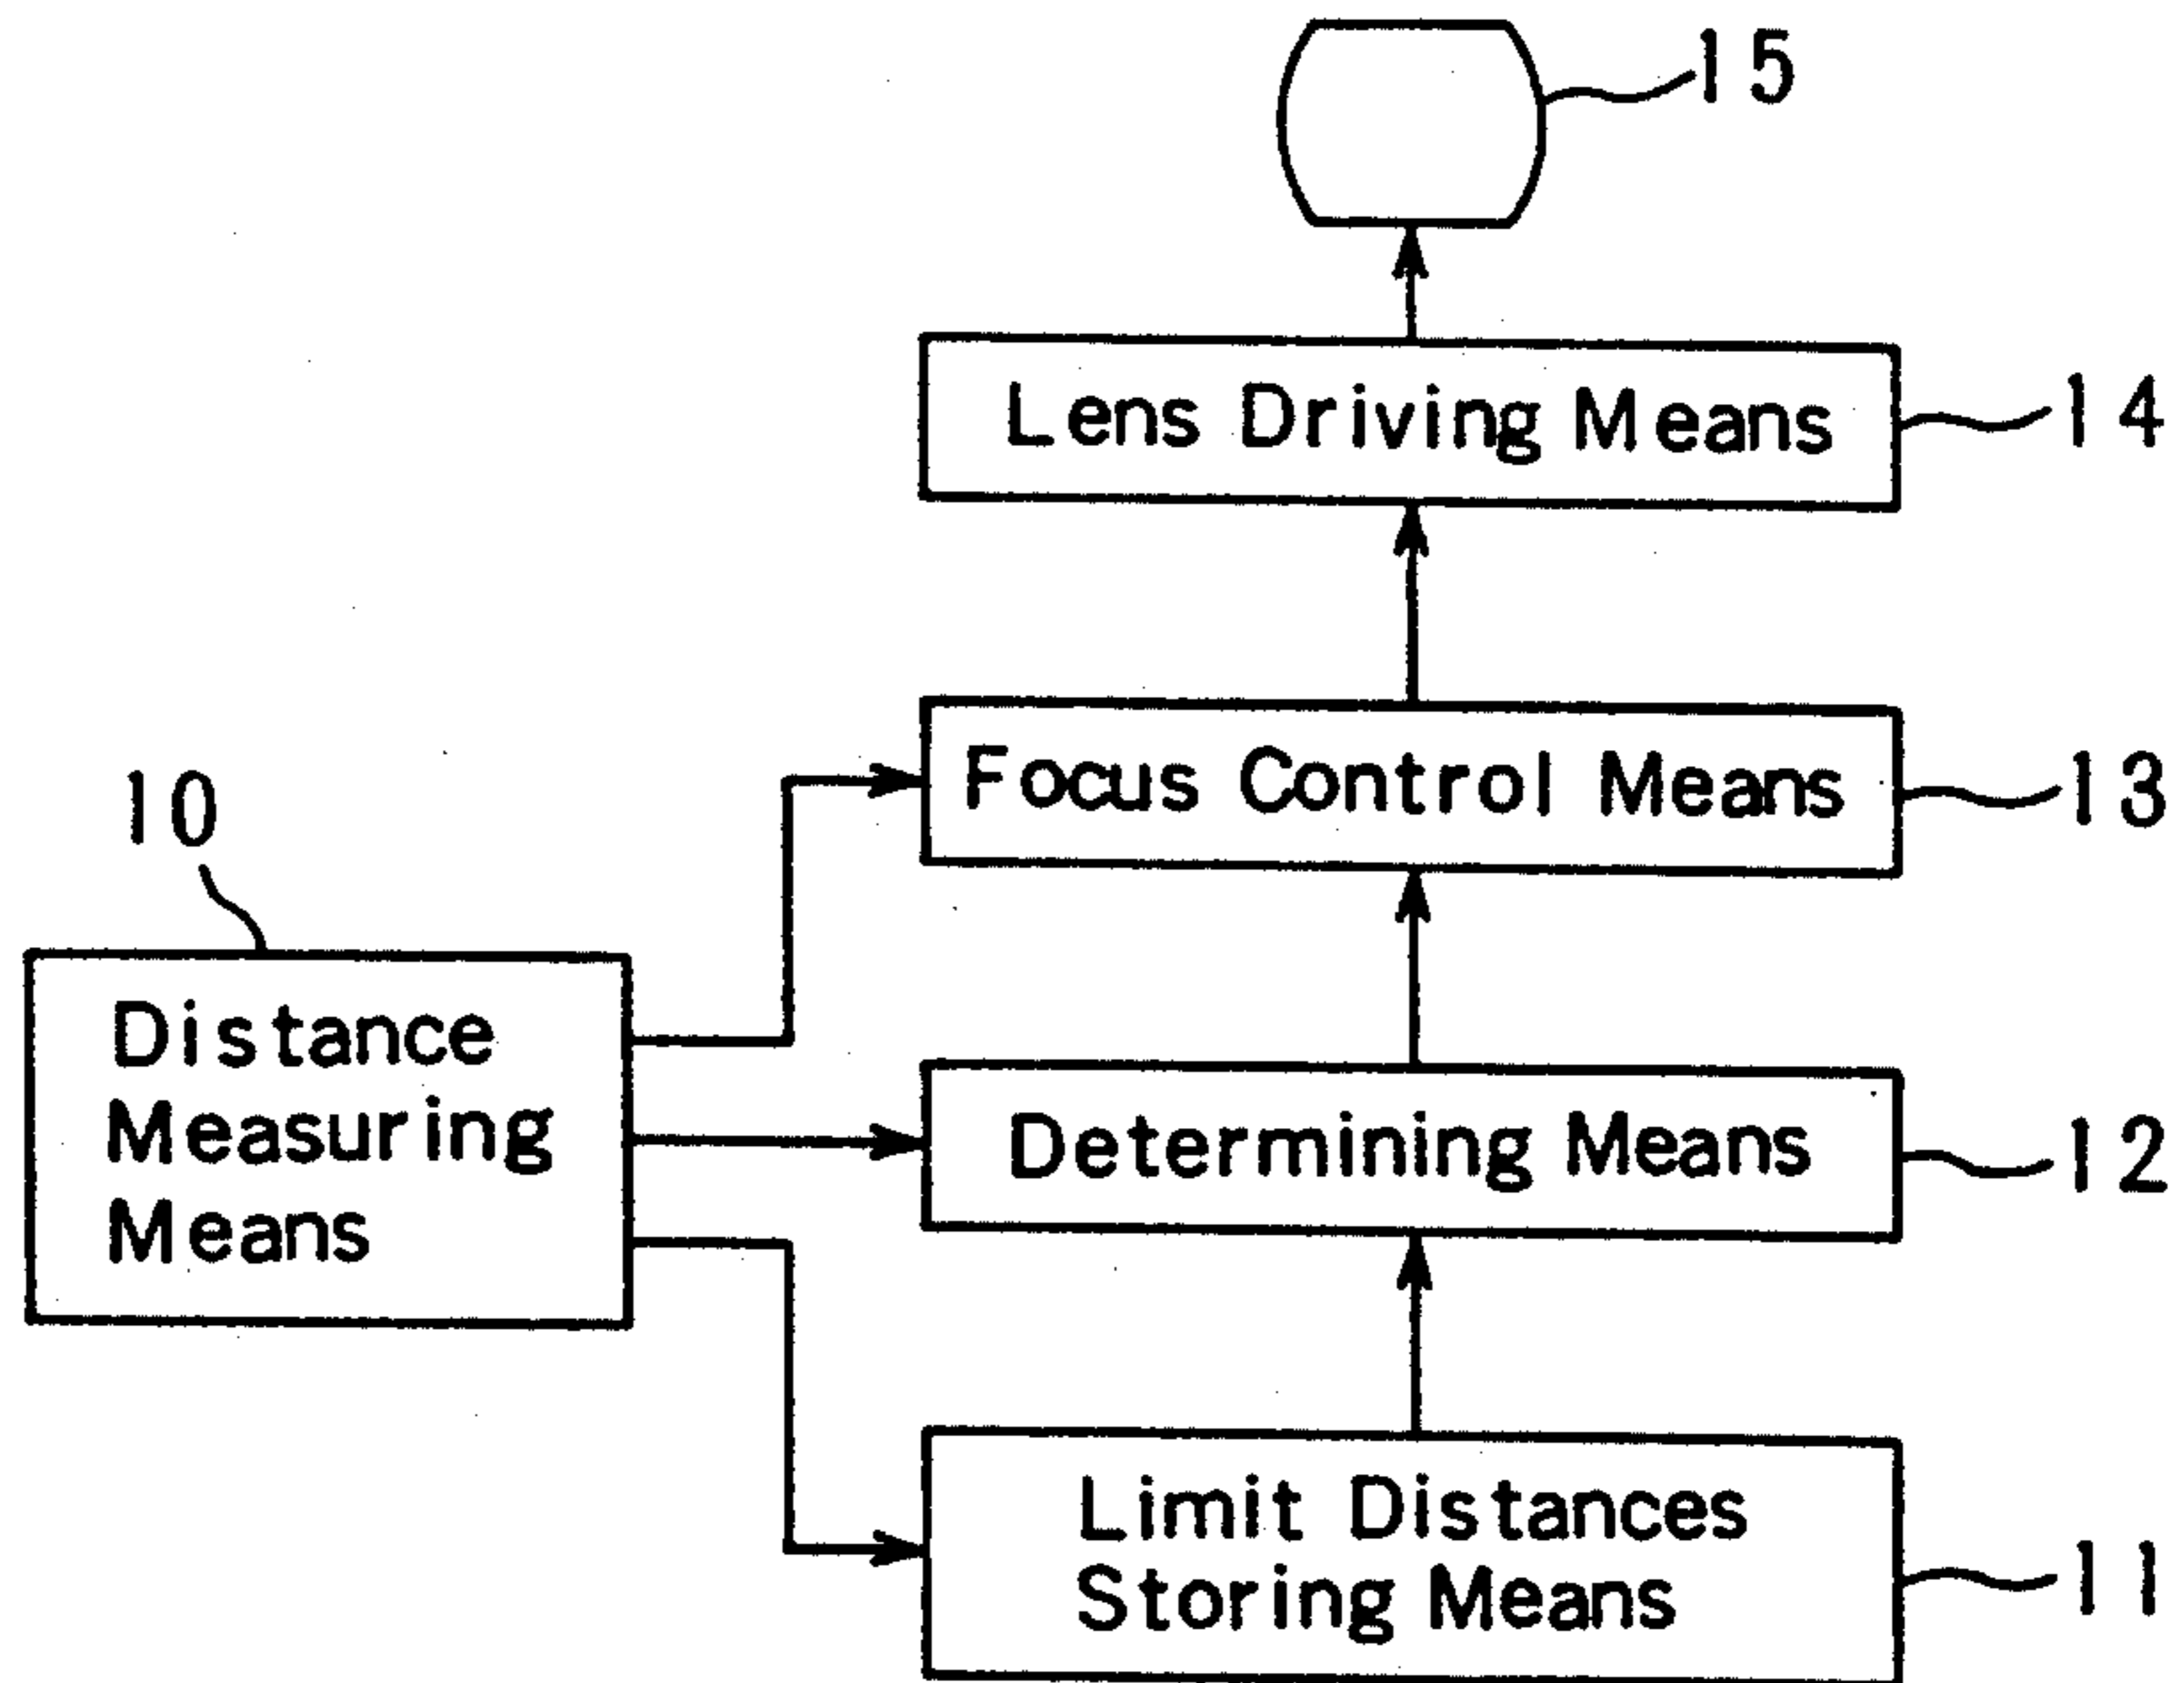 15
Lens Driving Means
14
Focus Control Means
13
10
Distance
Measuring
Means
Determining Means
12
Limit Distances
Storing Means
11